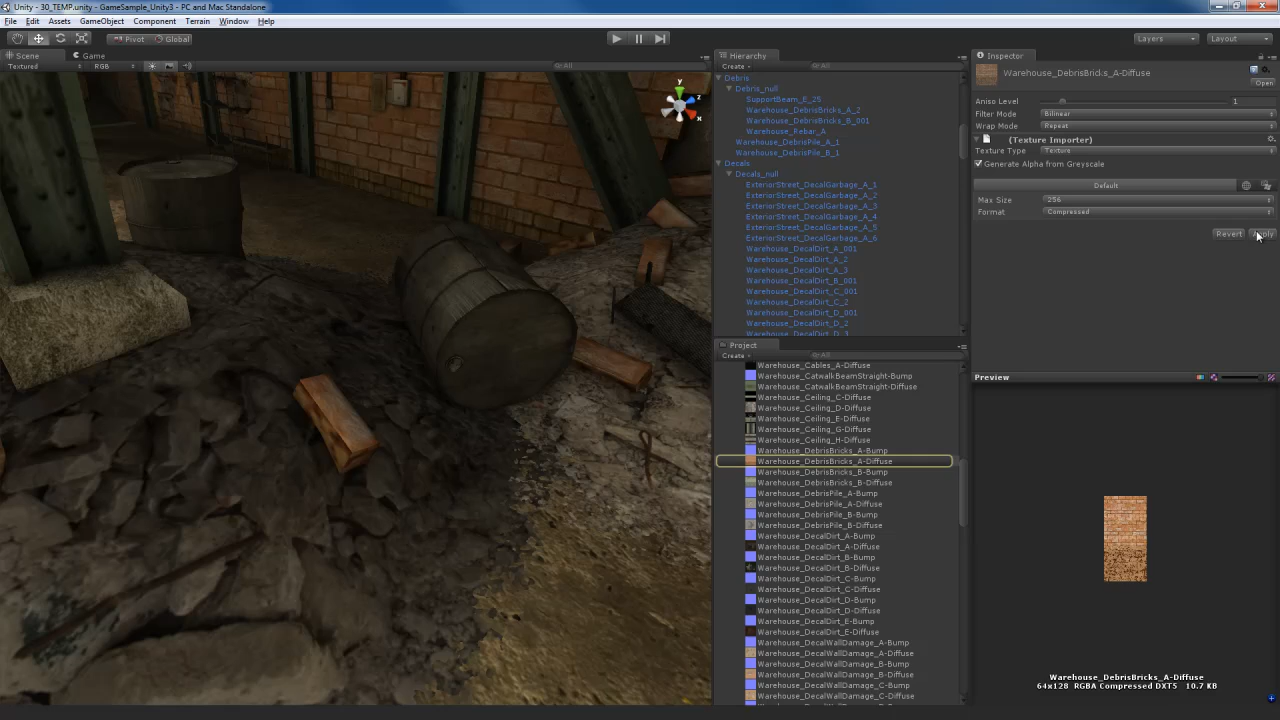 Unity - 30_TEMP.unity - GameSample_Unity3 - PC and Mac Standalone
File Edit Assets GameObject Component Terrain Window Help
Pivot Global
Layers Layout
Scene Game
Textured RGB All
Hierarchy
Create All
Debris
Debris_null
SupportBeam_E_25
Warehouse_DebrisBricks_A_2
Warehouse_DebrisBricks_B_001
Warehouse_Rebar_A
Warehouse_DebrisPile_A_1
Warehouse_DebrisPile_B_1
Decals
Decals_null
ExteriorStreet_DecalGarbage_A_1
ExteriorStreet_DecalGarbage_A_2
ExteriorStreet_DecalGarbage_A_3
ExteriorStreet_DecalGarbage_A_4
ExteriorStreet_DecalGarbage_A_5
ExteriorStreet_DecalGarbage_A_6
Warehouse_DecalDirt_A_001
Warehouse_DecalDirt_A_2
Warehouse_DecalDirt_A_3
Warehouse_DecalDirt_B_001
Warehouse_DecalDirt_C_001
Warehouse_DecalDirt_C_2
Warehouse_DecalDirt_D_001
Warehouse_DecalDirt_D_2
Warehouse_DecalDirt_D_3
Project
Create All
Warehouse_Cables_A-Diffuse
Warehouse_CatwalkBeamStraight-Bump
Warehouse_CatwalkBeamStraight-Diffuse
Warehouse_Ceiling_C-Diffuse
Warehouse_Ceiling_D-Diffuse
Warehouse_Ceiling_E-Diffuse
Warehouse_Ceiling_G-Diffuse
Warehouse_Ceiling_H-Diffuse
Warehouse_DebrisBricks_A-Bump
Warehouse_DebrisBricks_A-Diffuse
Warehouse_DebrisBricks_B-Bump
Warehouse_DebrisBricks_B-Diffuse
Warehouse_DebrisPile_A-Bump
Warehouse_DebrisPile_A-Diffuse
Warehouse_DebrisPile_B-Bump
Warehouse_DebrisPile_B-Diffuse
Warehouse_DecalDirt_A-Bump
Warehouse_DecalDirt_A-Diffuse
Warehouse_DecalDirt_B-Bump
Warehouse_DecalDirt_B-Diffuse
Warehouse_DecalDirt_C-Bump
Warehouse_DecalDirt_C-Diffuse
Warehouse_DecalDirt_D-Bump
Warehouse_DecalDirt_D-Diffuse
Warehouse_DecalDirt_E-Bump
Warehouse_DecalDirt_E-Diffuse
Warehouse_DecalWallDamage_A-Bump
Warehouse_DecalWallDamage_A-Diffuse
Warehouse_DecalWallDamage_B-Bump
Warehouse_DecalWallDamage_B-Diffuse
Warehouse_DecalWallDamage_C-Bump
Warehouse_DecalWallDamage_C-Diffuse
Inspector
Warehouse_DebrisBricks_A-Diffuse
Open
Aniso Level 1
Filter Mode Bilinear
Wrap Mode Repeat
(Texture Importer)
Texture Type Texture
Generate Alpha from Greyscale
Default
Max Size 256
Format Compressed
Revert Apply
Preview
Warehouse_DebrisBricks_A-Diffuse
64x128 RGBA Compressed DXT5 10.7 KB